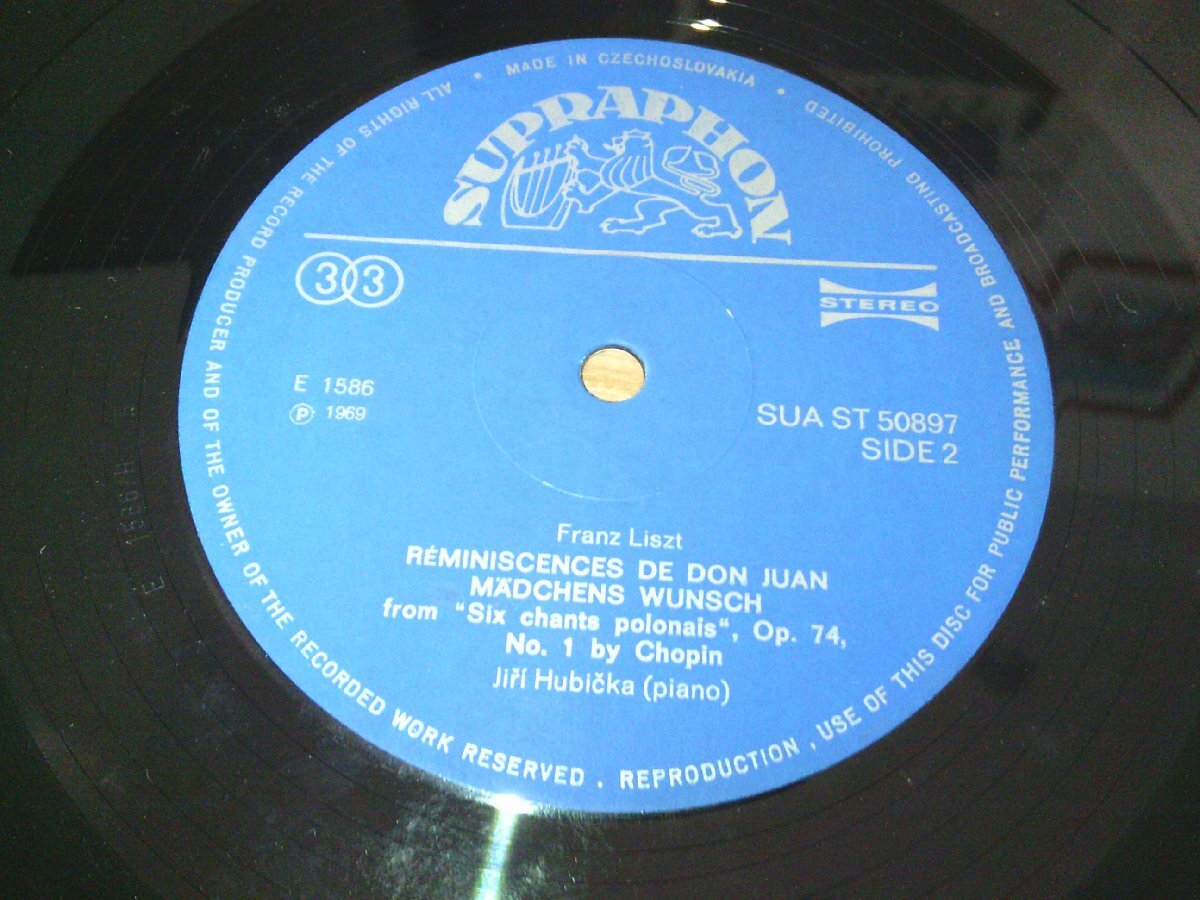 MADE IN CZECHOSLOVAKIA
SUPRAPHON
33
STEREO
E 1586
Ⓟ 1969
SUA ST 50897
SIDE 2
Franz Liszt
RÉMINISCENCES DE DON JUAN
MÄDCHENS WUNSCH
from "Six chants polonais“, Op. 74,
No. 1 by Chopin
Jiří Hubička (piano)
ALL RIGHTS OF THE RECORD PRODUCER AND OF THE OWNER OF THE RECORDED WORK RESERVED . REPRODUCTION , USE OF THIS DISC FOR PUBLIC PERFORMANCE AND BROADCASTING PROHIBITED
E 1586/H